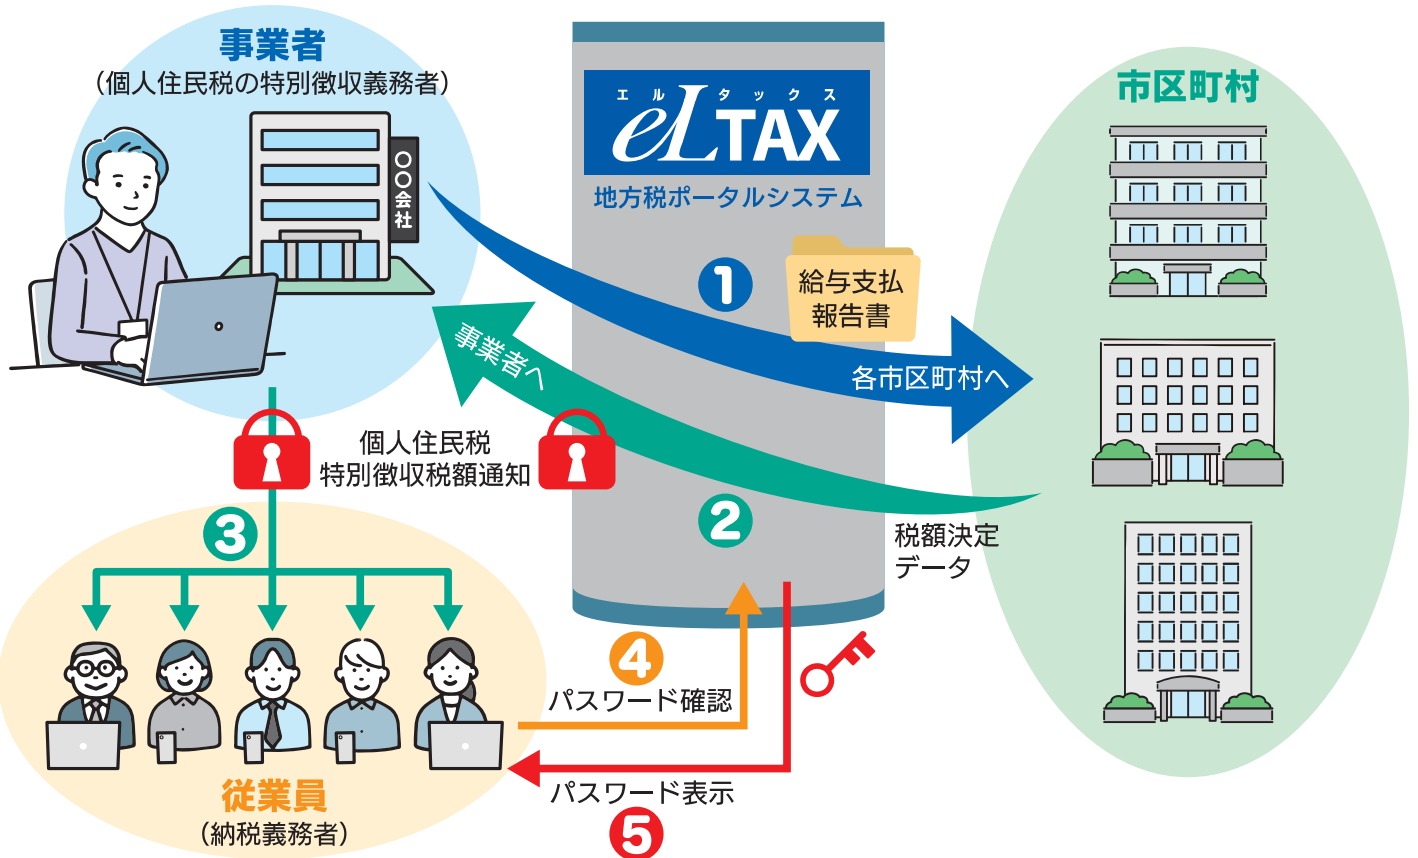 事業者
（個人住民税の特別徴収義務者）
〇〇会社
エルタックス
eLTAX
地方税ポータルシステム
市区町村
1
給与支払
報告書
各市区町村へ
事業者へ
個人住民税
特別徴収税額通知
2
税額決定
データ
3
4
パスワード確認
パスワード表示
5
従業員
（納税義務者）